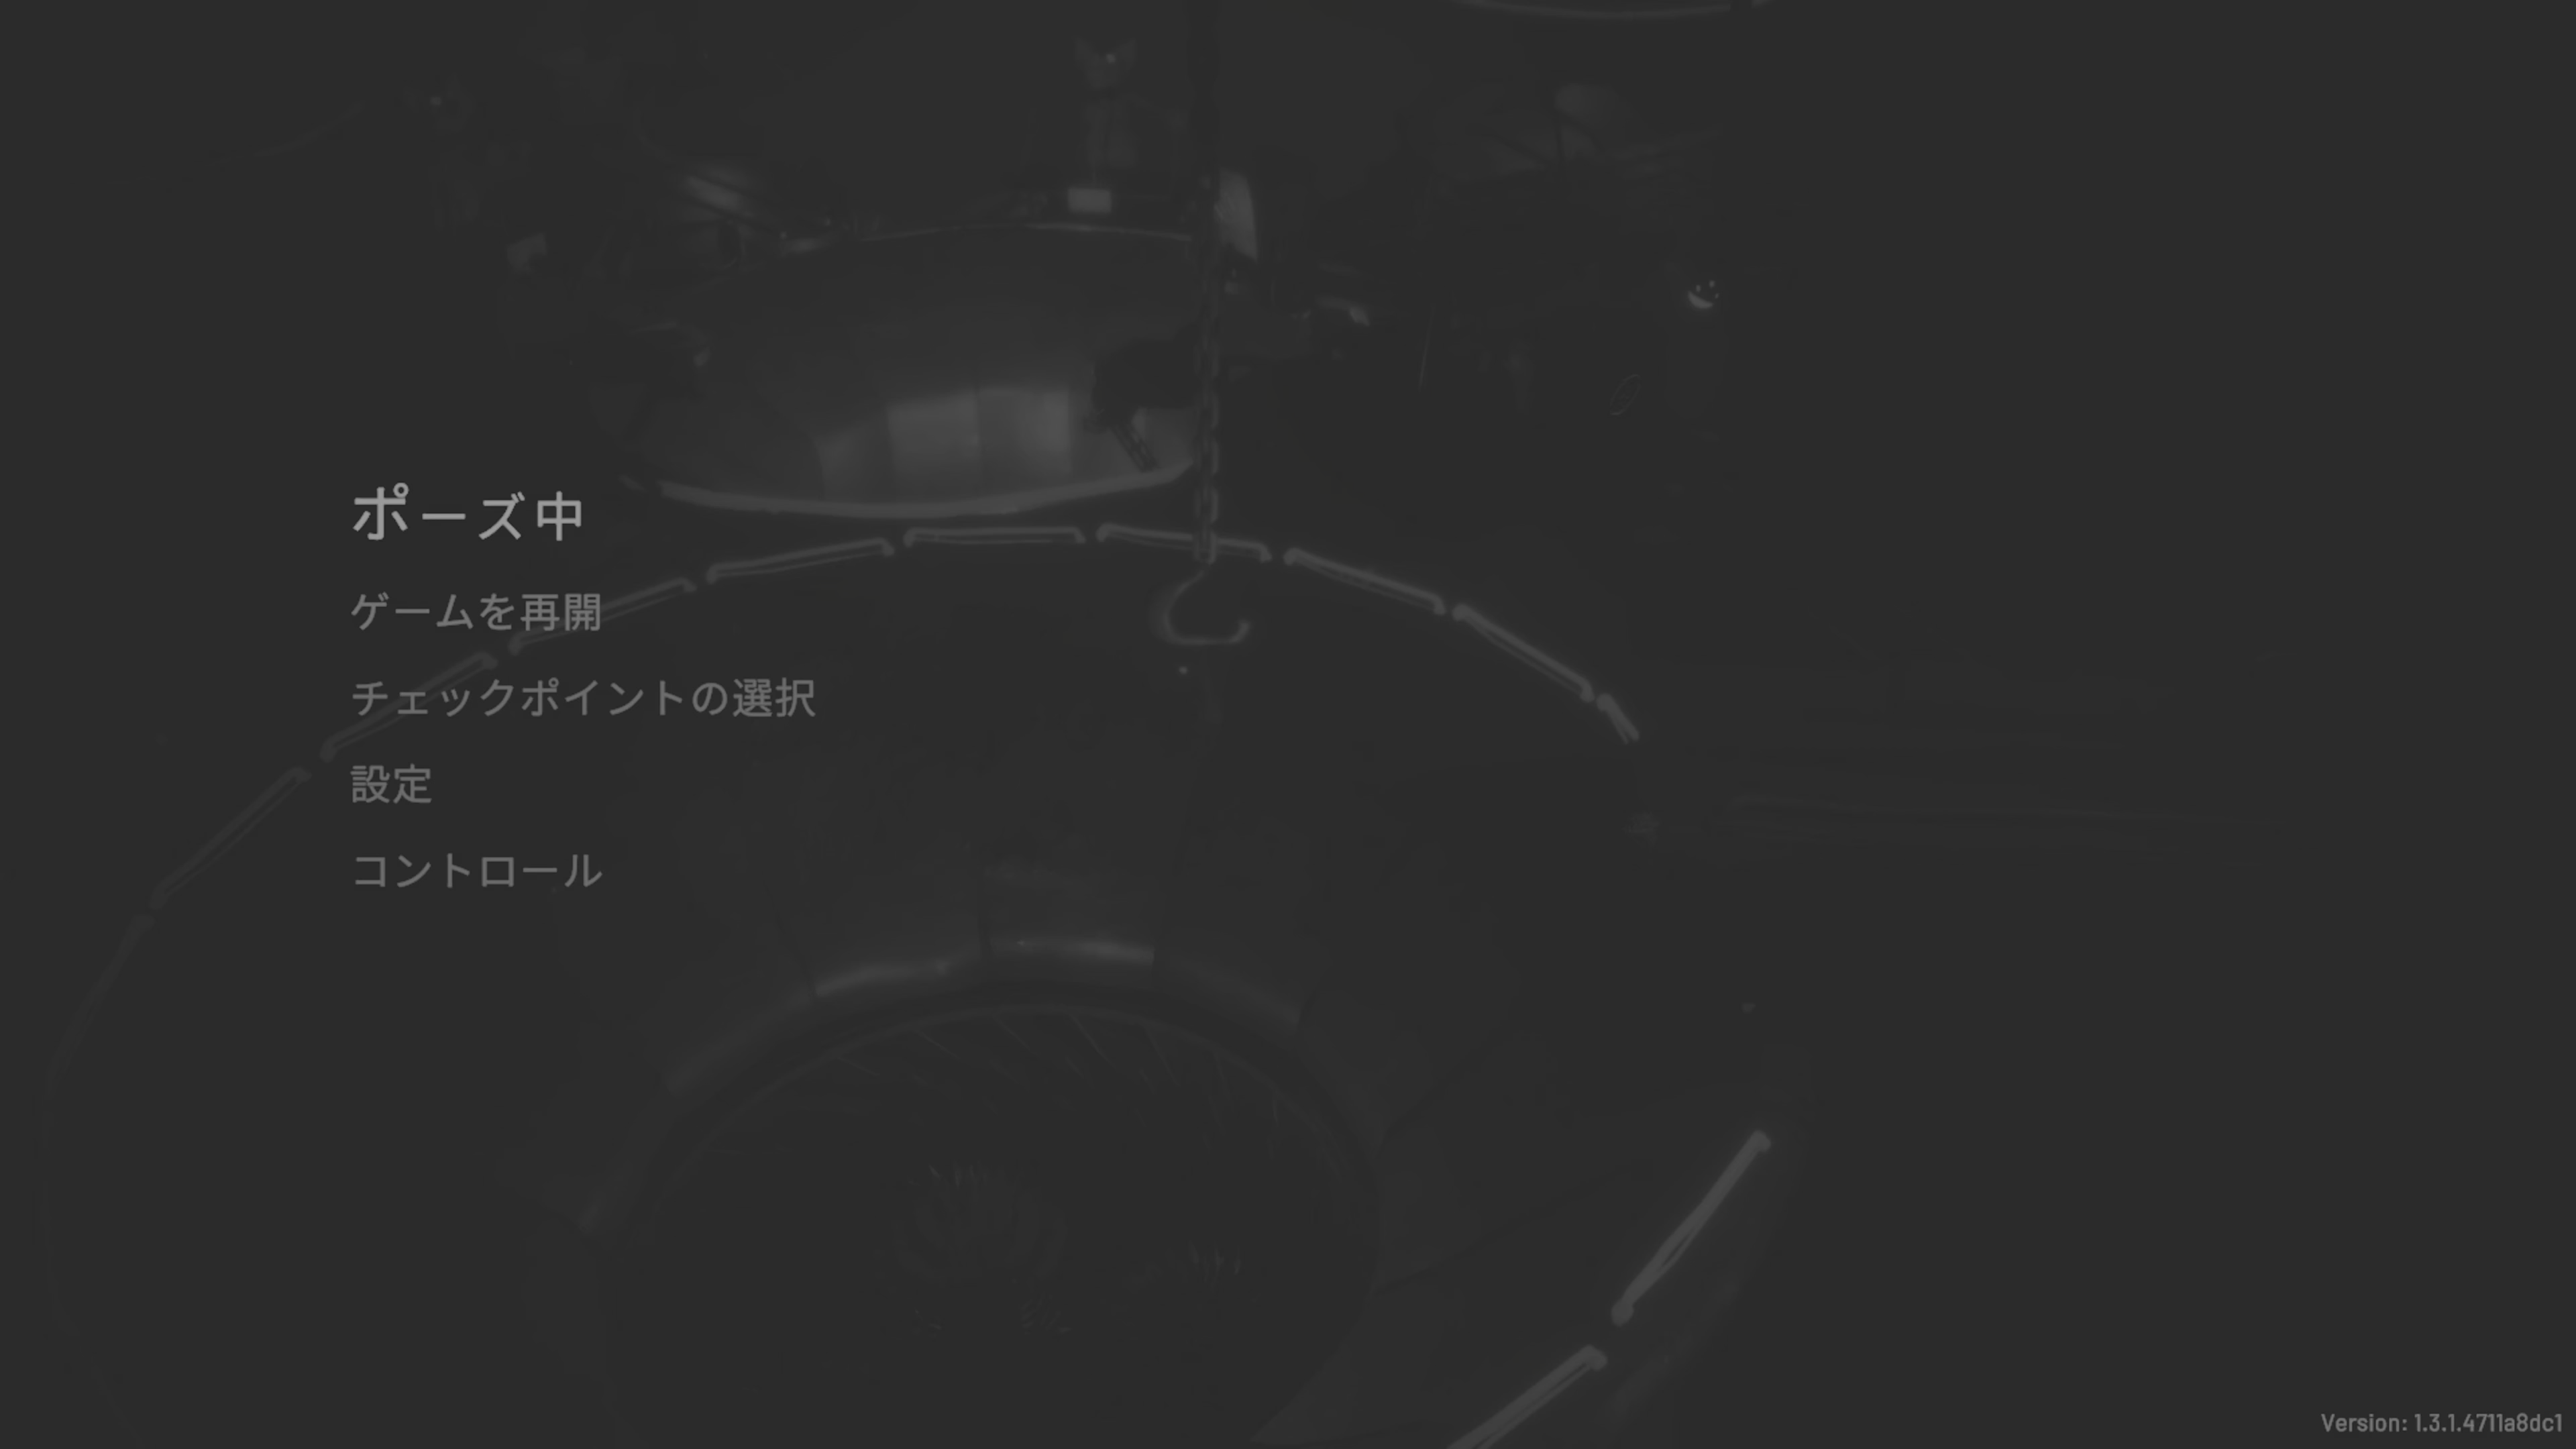 ポーズ中
ゲームを再開
チェックポイントの選択
設定
コントロール
Version: 1.3.1.4711a8dc1